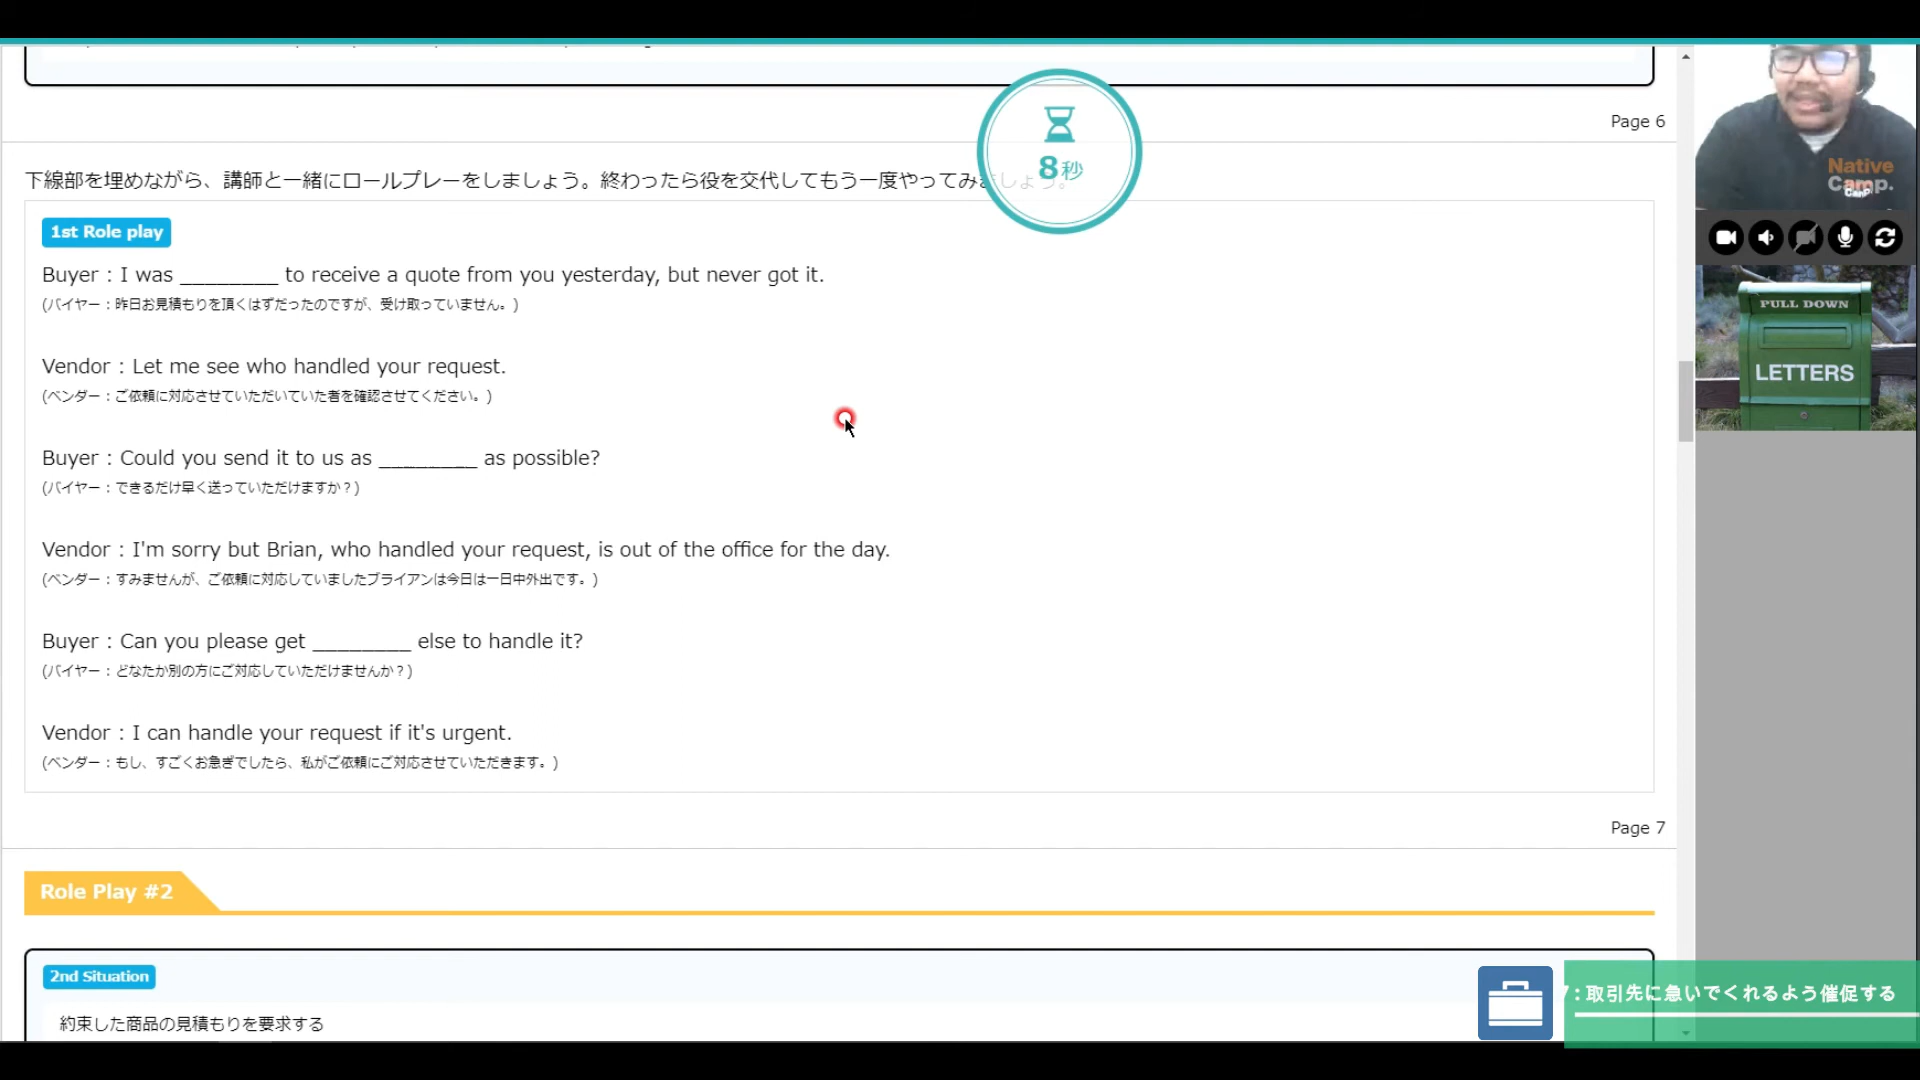 Page 6
8秒
下線部を埋めながら、講師と一緒にロールプレーをしましょう。終わったら役を交代してもう一度やってみましょう。
1st Role play
Buyer : I was ________ to receive a quote from you yesterday, but never got it.
(バイヤー：昨日お見積もりを頂くはずだったのですが、受け取っていません。)
Vendor : Let me see who handled your request.
(ベンダー：ご依頼に対応させていただいていた者を確認させてください。)
Buyer : Could you send it to us as ________ as possible?
(バイヤー：できるだけ早く送っていただけますか？)
Vendor : I'm sorry but Brian, who handled your request, is out of the office for the day.
(ベンダー：すみませんが、ご依頼に対応していましたブライアンは今日は一日中外出です。)
Buyer : Can you please get ________ else to handle it?
(バイヤー：どなたか別の方にご対応していただけませんか？)
Vendor : I can handle your request if it's urgent.
(ベンダー：もし、すごくお急ぎでしたら、私がご依頼にご対応させていただきます。)
Page 7
Role Play #2
2nd Situation
約束した商品の見積もりを要求する
Native
Camp.
PULL DOWN
LETTERS
: 取引先に急いでくれるよう催促する